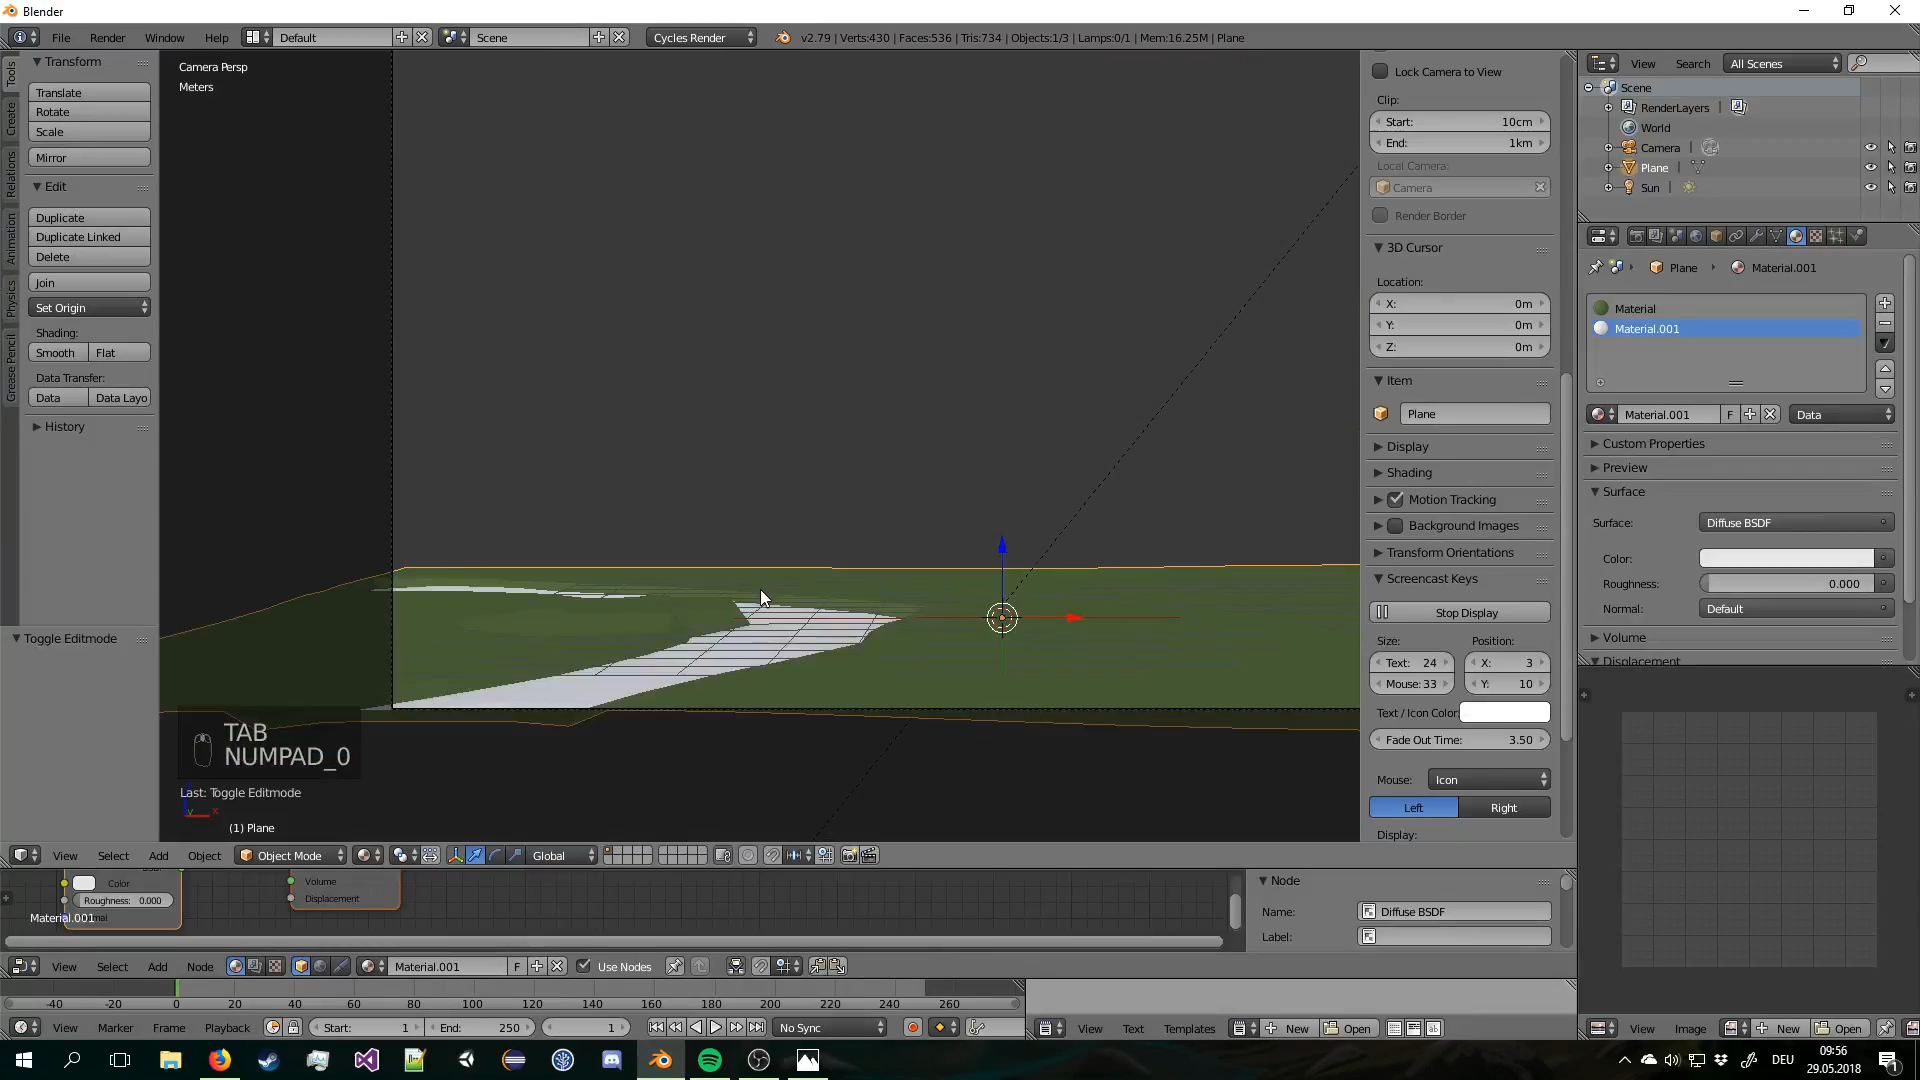 Blender
File Render Window Help Default Scene Cycles Render v2.79 | Verts:430 | Faces:536 | Tris:734 | Objects:1/3 | Lamps:0/1 | Mem:16.25M | Plane
Tools
Create
Relations
Animation
Physics
Grease Pencil
Transform
Translate
Rotate
Scale
Mirror
Edit
Duplicate
Duplicate Linked
Delete
Join
Set Origin
Shading:
Smooth Flat
Data Transfer:
Data Data Layo
History
Toggle Editmode
Camera Persp
Meters
TAB
NUMPAD_0
Last: Toggle Editmode
(1) Plane
Lock Camera to View
Clip:
Start: 10cm
End: 1km
Local Camera:
Camera
Render Border
3D Cursor
Location:
X: 0m
Y: 0m
Z: 0m
Item
Plane
Display
Shading
Motion Tracking
Background Images
Transform Orientations
Screencast Keys
Stop Display
Size: Position:
Text: 24 X: 3
Mouse: 33 Y: 10
Text / Icon Color:
Fade Out Time: 3.50
Mouse: Icon
Left Right
Display:
View Search All Scenes
Scene
RenderLayers
World
Camera
Plane
Sun
Plane Material.001
Material
Material.001
Material.001 F Data
Custom Properties
Preview
Surface
Surface: Diffuse BSDF
Color:
Roughness: 0.000
Normal: Default
Volume
Displacement
View Select Add Object Object Mode Global
Color
Roughness: 0.000
Material.001
Volume
Displacement
Node
Name: Diffuse BSDF
Label:
View Select Add Node Material.001 F Use Nodes
-40 -20 0 20 40 60 80 100 120 140 160 180 200 220 240 260
View Marker Frame Playback Start: 1 End: 250 1 No Sync
View Text Templates New Open
View Image New Open
DEU
09:56
29.05.2018
1